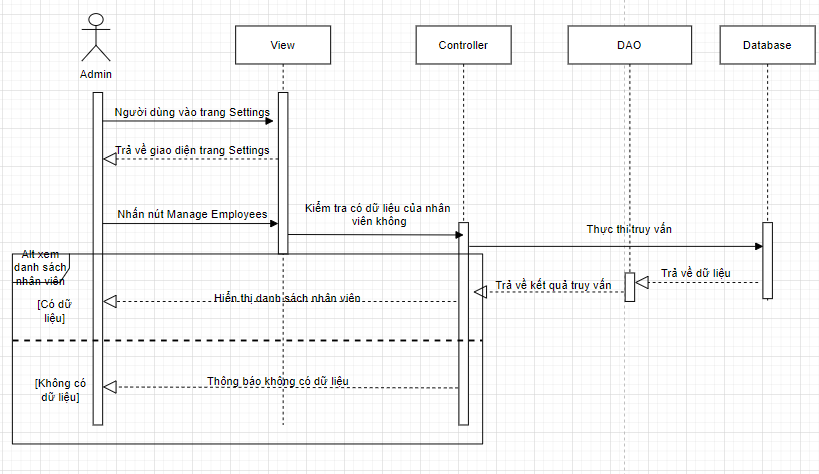 View
Controller
DAO
Database
Admin
Người dùng vào trang Settings
Trả về giao diện trang Settings
Nhấn nút Manage Employees
Kiểm tra có dữ liệu của nhân
viên không
Thực thi truy vấn
Alt xem
danh sách
nhân viên
Trả về dữ liệu
Trả về kết quả truy vấn
Hiển thị danh sách nhân viên
[Có dữ
liệu]
Thông báo không có dữ liệu
[Không có
dữ liệu]